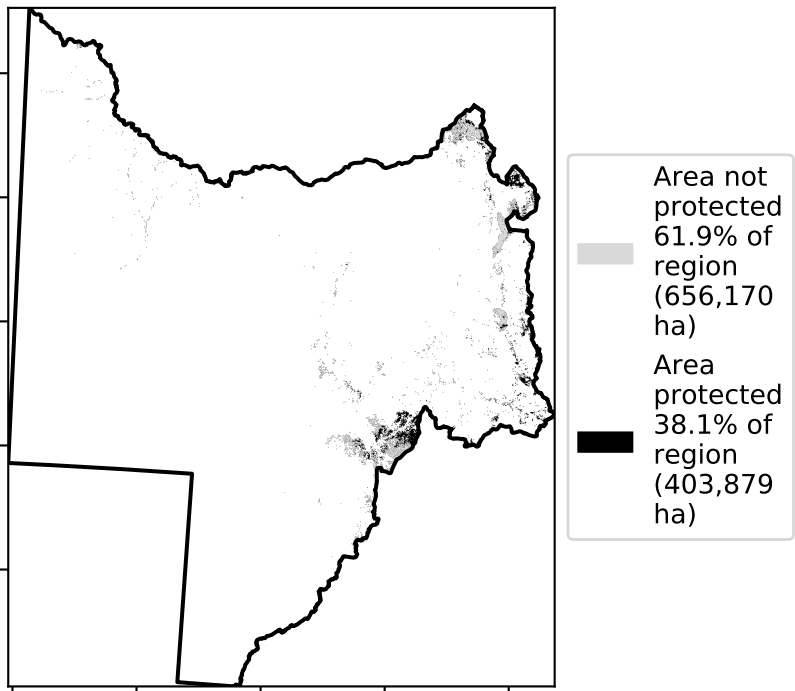 Area not
protected
61.9% of
region
(656,170
ha)
Area
protected
38.1% of
region
(403,879
ha)